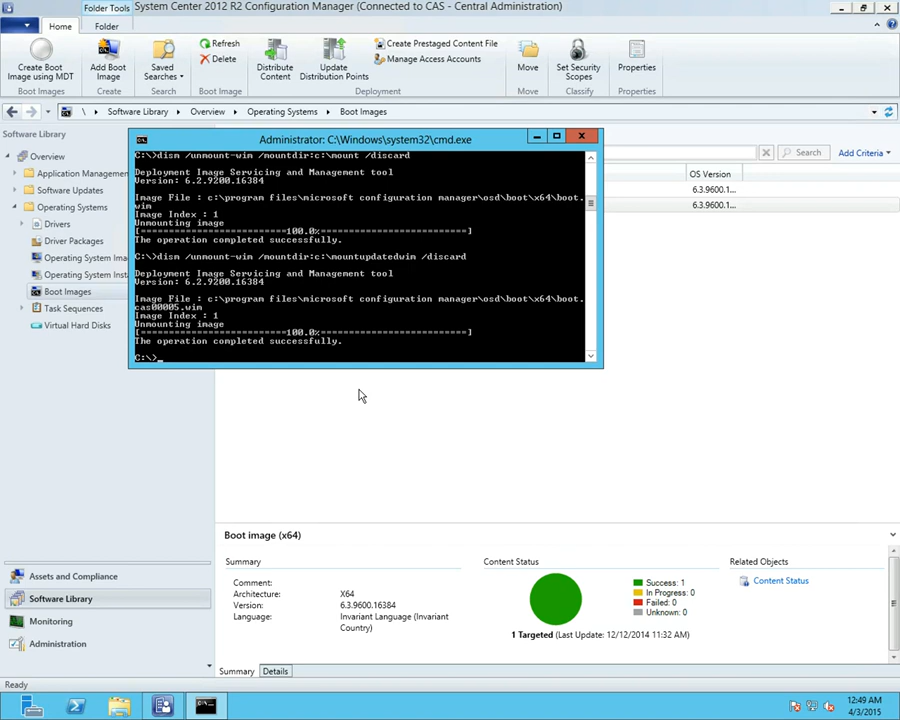 Folder Tools
System Center 2012 R2 Configuration Manager (Connected to CAS - Central Administration)
Home
Folder
Create Boot
Image using MDT
Add Boot
Image
Saved
Searches
Refresh
Delete
Distribute
Content
Update
Distribution Points
Create Prestaged Content File
Manage Access Accounts
Move
Set Security
Scopes
Properties
Boot Images
Create
Search
Boot Image
Deployment
Move
Classify
Properties
\ Software Library Overview Operating Systems Boot Images
Software Library
Overview
Application Managemen
Software Updates
Operating Systems
Drivers
Driver Packages
Operating System Ima
Operating System Inst
Boot Images
Task Sequences
Virtual Hard Disks
Search
Add Criteria
OS Version
6.3.9600.1...
6.3.9600.1...
Administrator: C:\Windows\system32\cmd.exe
C:\>dism /unmount-wim /mountdir:c:\mount /discard
Deployment Image Servicing and Management tool
Version: 6.2.9200.16384
Image File : c:\program files\microsoft configuration manager\osd\boot\x64\boot.
wim
Image Index : 1
Unmounting image
[==========================100.0%==========================]
The operation completed successfully.
C:\>dism /unmount-wim /mountdir:c:\mountupdatedwim /discard
Deployment Image Servicing and Management tool
Version: 6.2.9200.16384
Image File : c:\program files\microsoft configuration manager\osd\boot\x64\boot.
cas00005.wim
Image Index : 1
Unmounting image
[==========================100.0%==========================]
The operation completed successfully.
C:\>_
Boot image (x64)
Summary
Comment:
Architecture: X64
Version: 6.3.9600.16384
Language: Invariant Language (Invariant
Country)
Content Status
Success: 1
In Progress: 0
Failed: 0
Unknown: 0
1 Targeted (Last Update: 12/12/2014 11:32 AM)
Related Objects
Content Status
Assets and Compliance
Software Library
Monitoring
Administration
Summary Details
Ready
12:49 AM
4/3/2015